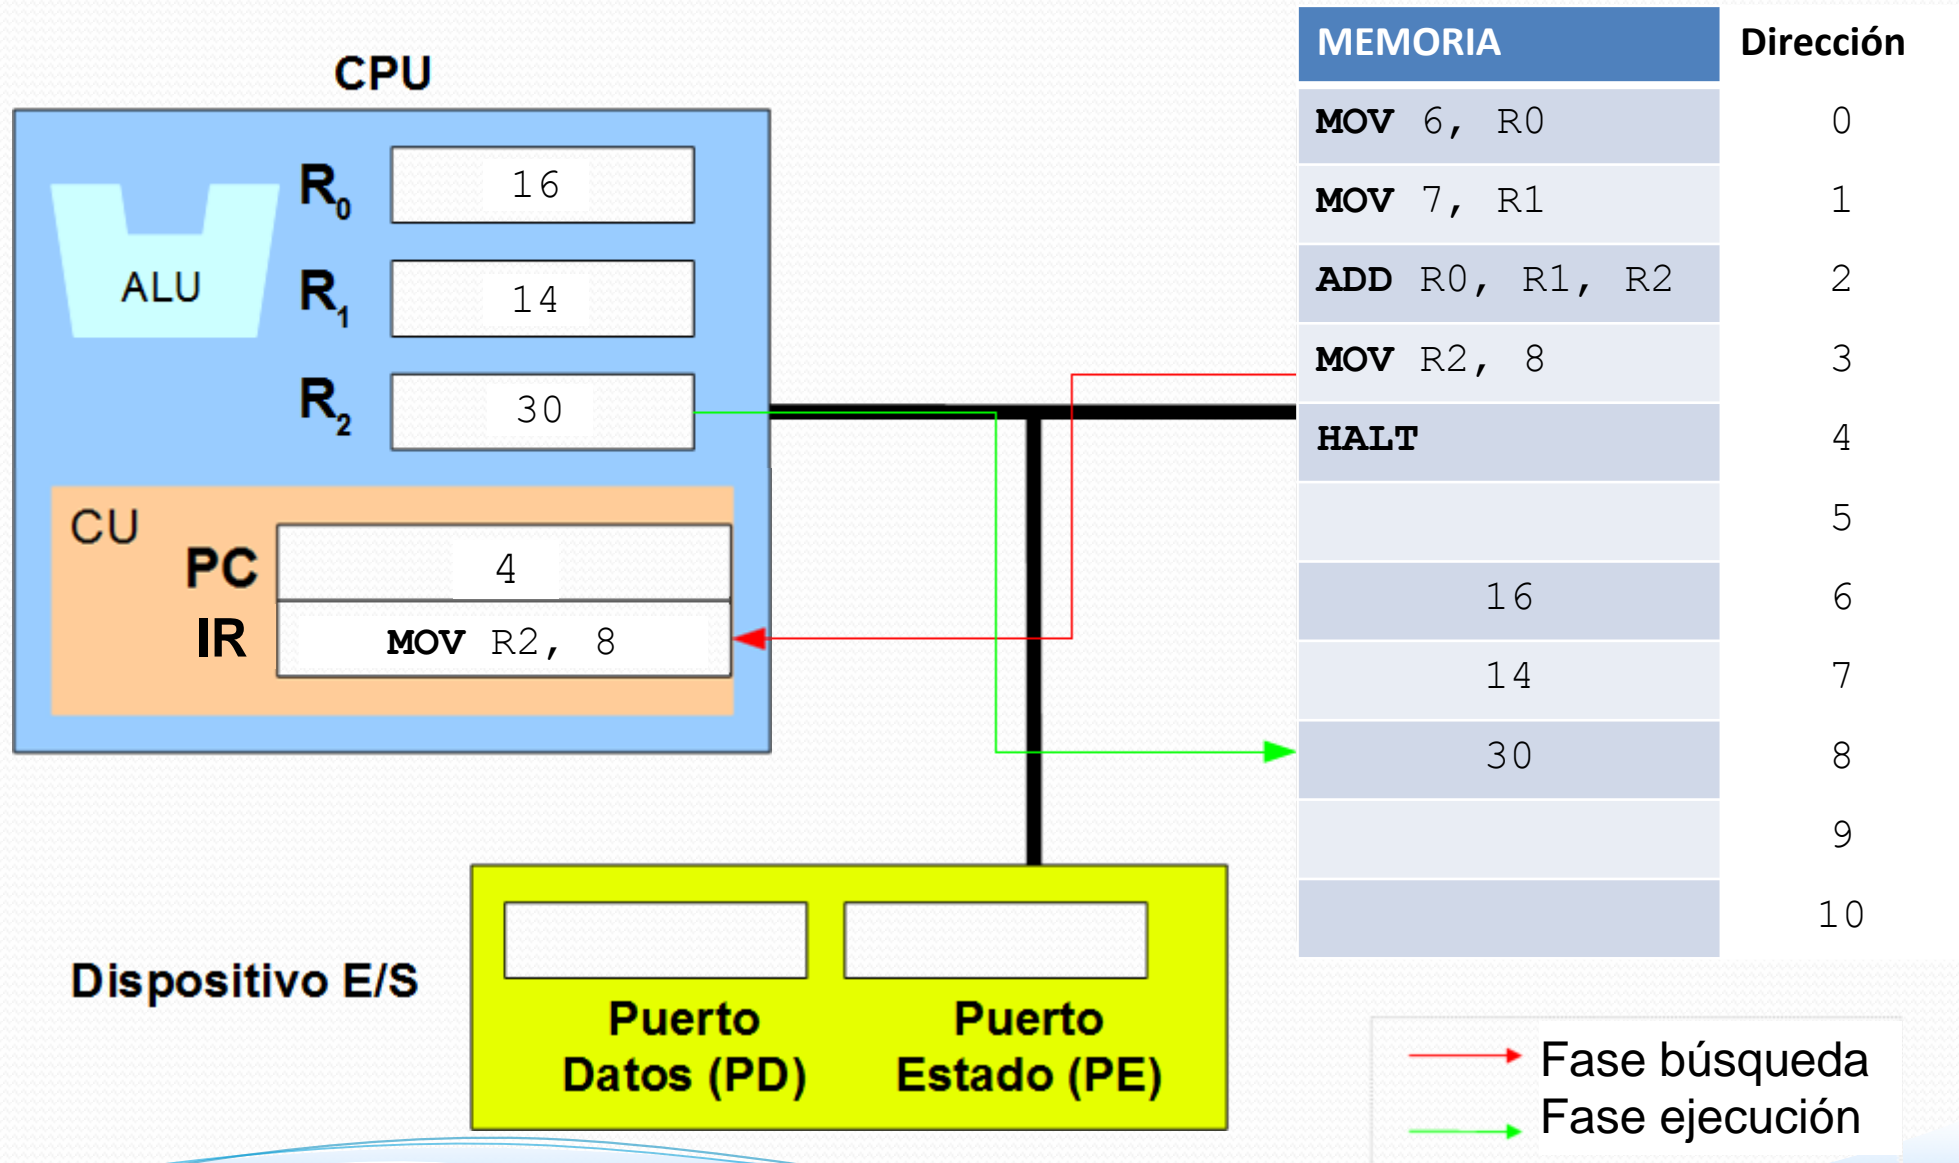 CPU
R0 16
ALU
R1 14
R2 30
CU
PC 4
IR MOV R2, 8
MEMORIA Dirección
MOV 6, R0 0
MOV 7, R1 1
ADD R0, R1, R2 2
MOV R2, 8 3
HALT 4
5
16 6
14 7
30 8
9
10
Dispositivo E/S
Puerto
Datos (PD)
Puerto
Estado (PE)
Fase búsqueda
Fase ejecución